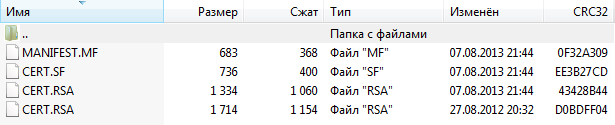 Имя Размер Сжат Тип Изменён CRC32
.. Папка с файлами
MANIFEST.MF 683 368 Файл "MF" 07.08.2013 21:44 0F32A309
CERT.SF 736 400 Файл "SF" 07.08.2013 21:44 EE3B27CD
CERT.RSA 1 334 1 060 Файл "RSA" 07.08.2013 21:44 43428B44
CERT.RSA 1 714 1 154 Файл "RSA" 27.08.2012 20:32 D0BDFF04